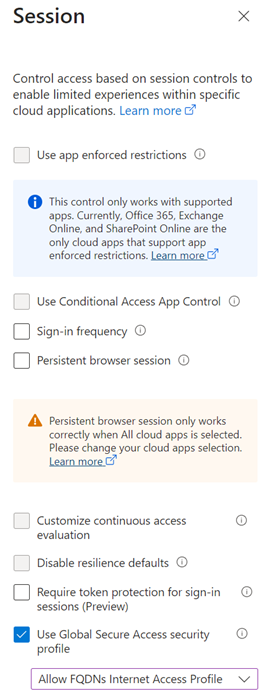 Session
Control access based on session controls to
enable limited experiences within specific
cloud applications. Learn more
Use app enforced restrictions
This control only works with supported
apps. Currently, Office 365, Exchange
Online, and SharePoint Online are the
only cloud apps that support app
enforced restrictions. Learn more
Use Conditional Access App Control
Sign-in frequency
Persistent browser session
Persistent browser session only works
correctly when All cloud apps is selected.
Please change your cloud apps selection.
Learn more
Customize continuous access
evaluation
Disable resilience defaults
Require token protection for sign-in
sessions (Preview)
Use Global Secure Access security
profile
Allow FQDNs Internet Access Profile